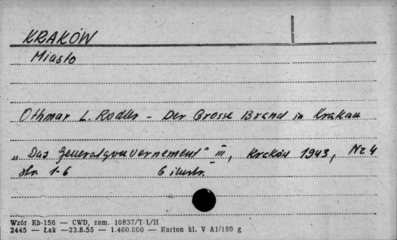 KRAKÓW
Miasto
Othmar L. Rodler - Der Grosse Brand in Krakau
„Das Generalgouvernement" III, Kraków 1943, Nr 4
str. 1-6 6 ilustr.
Wzór Kb-156 — CWD, zam. 10837/T-I/II
2445 — Łak —23.8.55 — 1.460.000 — Karton kl. V A1/180 g